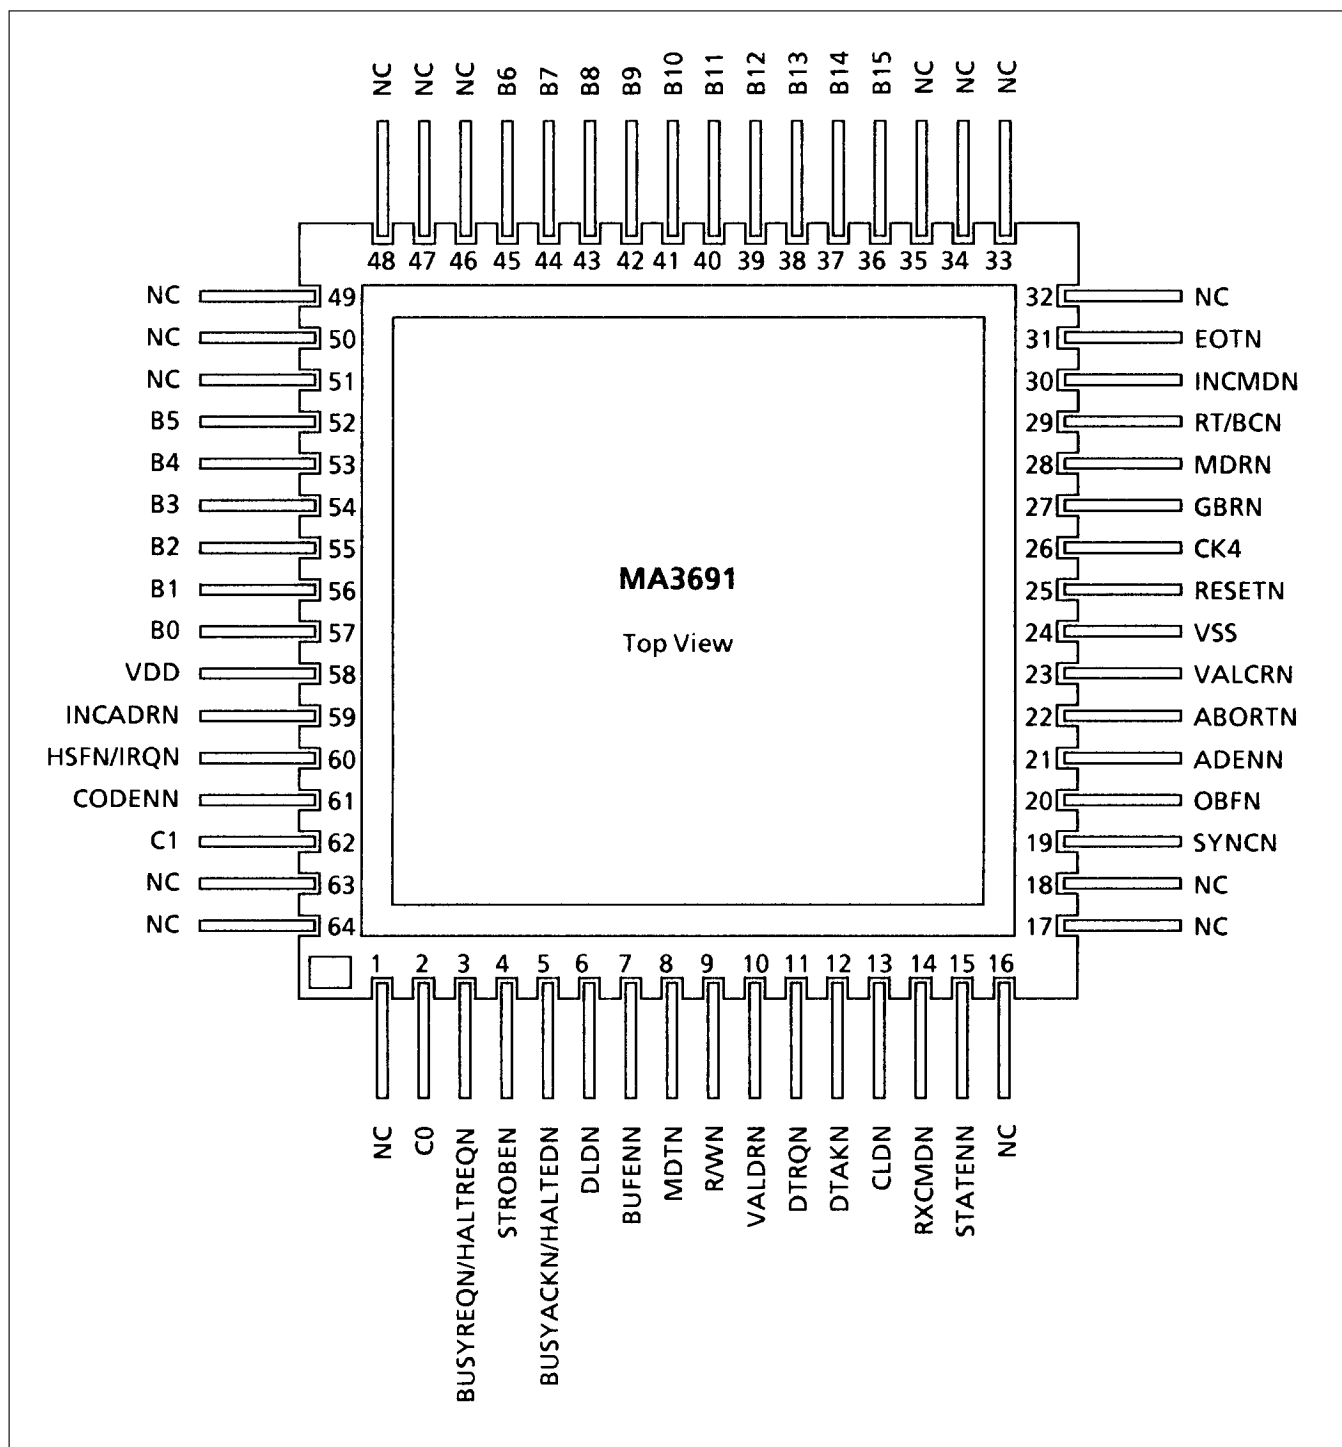 NC NC NC B6 B7 B8 B9 B10 B11 B12 B13 B14 B15 NC NC NC
48 47 46 45 44 43 42 41 40 39 38 37 36 35 34 33
NC 49 32 NC
NC 50 31 EOTN
NC 51 30 INCMDN
B5 52 29 RT/BCN
B4 53 28 MDRN
B3 54 27 GBRN
B2 55 26 CK4
B1 56 25 RESETN
MA3691
B0 57 24 VSS
Top View
VDD 58 23 VALCRN
INCADRN 59 22 ABORTN
HSFN/IRQN 60 21 ADENN
CODENN 61 20 OBFN
C1 62 19 SYNCN
NC 63 18 NC
NC 64 17 NC
1 2 3 4 5 6 7 8 9 10 11 12 13 14 15 16
NC C0 BUSYREQN/HALTREQN STROBEN BUSYACKN/HALTEDN DLDN BUFENN MDTN R/WN VALDRN DTRQN DTAKN CLDN RXCMDN STATENN NC